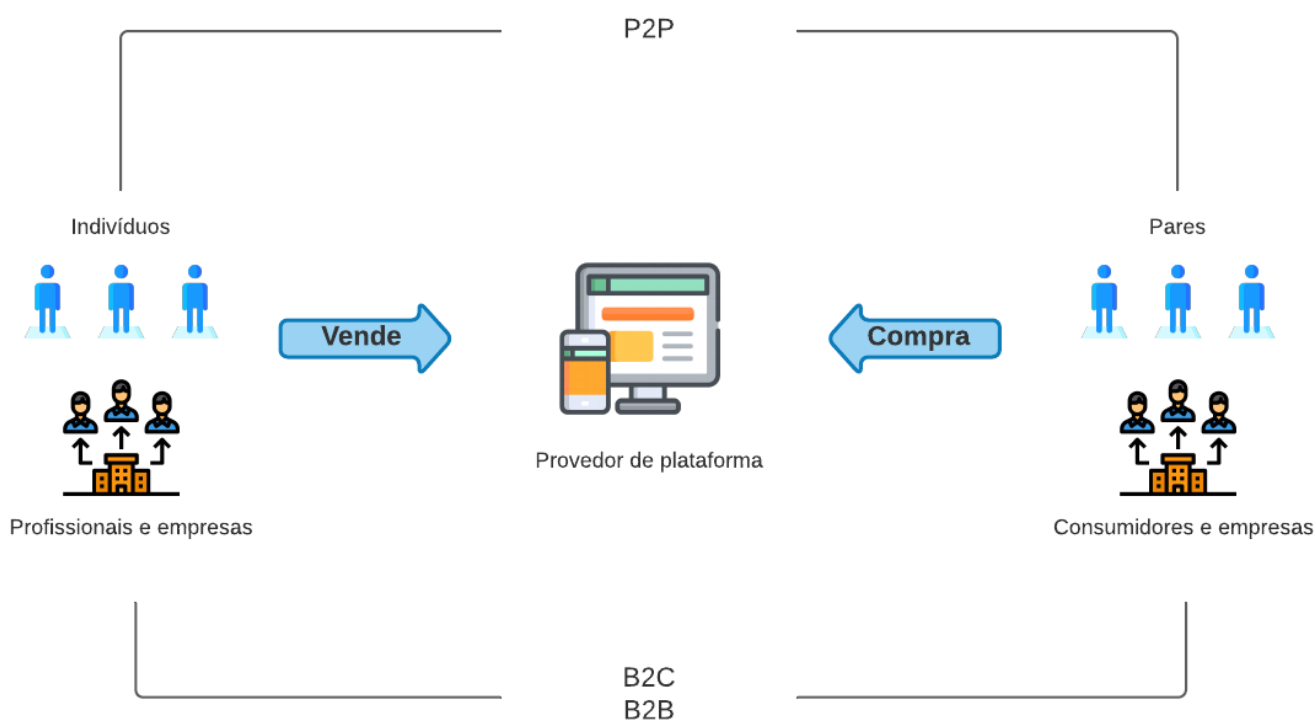 P2P
Indivíduos
Pares
Vende
Compra
Provedor de plataforma
Profissionais e empresas
Consumidores e empresas
B2C
B2B